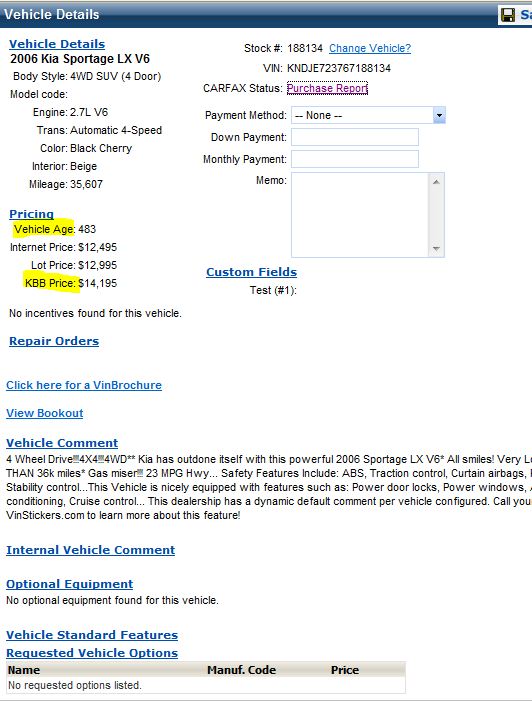 Vehicle Details
Vehicle Details
2006 Kia Sportage LX V6
Body Style: 4WD SUV (4 Door)
Model code:
Engine: 2.7L V6
Trans: Automatic 4-Speed
Color: Black Cherry
Interior: Beige
Mileage: 35,607
Stock #: 188134 Change Vehicle?
VIN: KNDJE723767188134
CARFAX Status: Purchase Report
Payment Method: -- None --
Down Payment:
Monthly Payment:
Memo:
Pricing
Vehicle Age: 483
Internet Price: $12,495
Lot Price: $12,995
KBB Price: $14,195
No incentives found for this vehicle.
Custom Fields
Test (#1):
Repair Orders
Click here for a VinBrochure
View Bookout
Vehicle Comment
4 Wheel Drive!!!4X4!!!4WD** Kia has outdone itself with this powerful 2006 Sportage LX V6* All smiles! Very
THAN 36k miles* Gas miser!!! 23 MPG Hwy... Safety Features Include: ABS, Traction control, Curtain airbags,
Stability control...This Vehicle is nicely equipped with features such as: Power door locks, Power windows,
conditioning, Cruise control... This dealership has a dynamic default comment per vehicle configured. Call
VinStickers.com to learn more about this feature!
Internal Vehicle Comment
Optional Equipment
No optional equipment found for this vehicle.
Vehicle Standard Features
Requested Vehicle Options
Name Manuf. Code Price
No requested options listed.